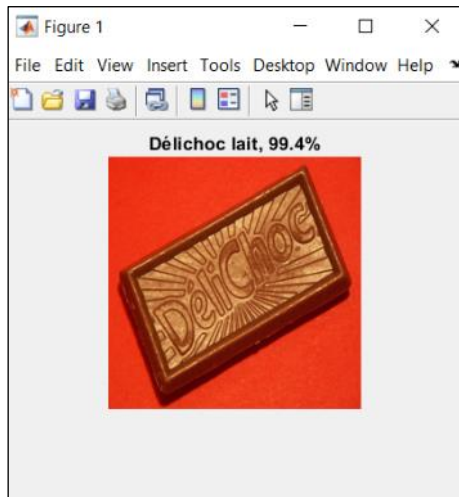 Figure 1
File Edit View Insert Tools Desktop Window Help
Délichoc lait, 99.4%
DéliChoc